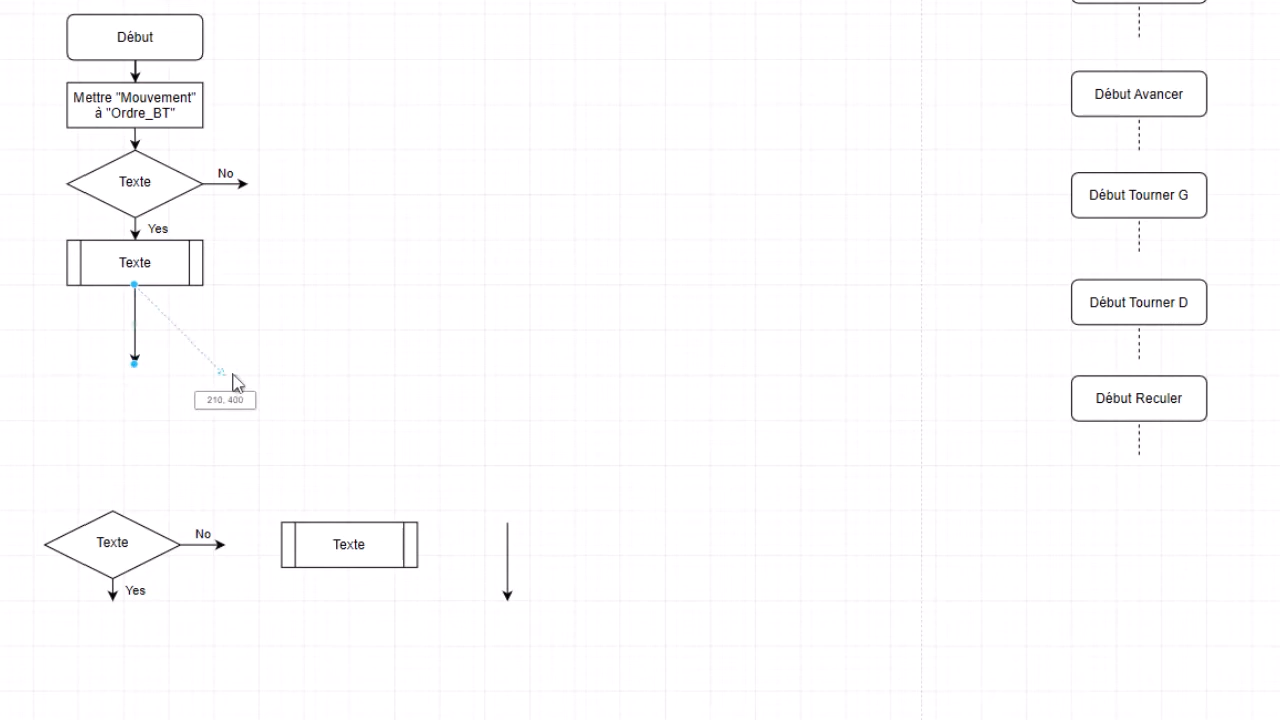 Début
Mettre "Mouvement"
à "Ordre_BT"
Texte
No
Yes
Texte
210, 400
Texte
No
Yes
Texte
Début Avancer
Début Tourner G
Début Tourner D
Début Reculer